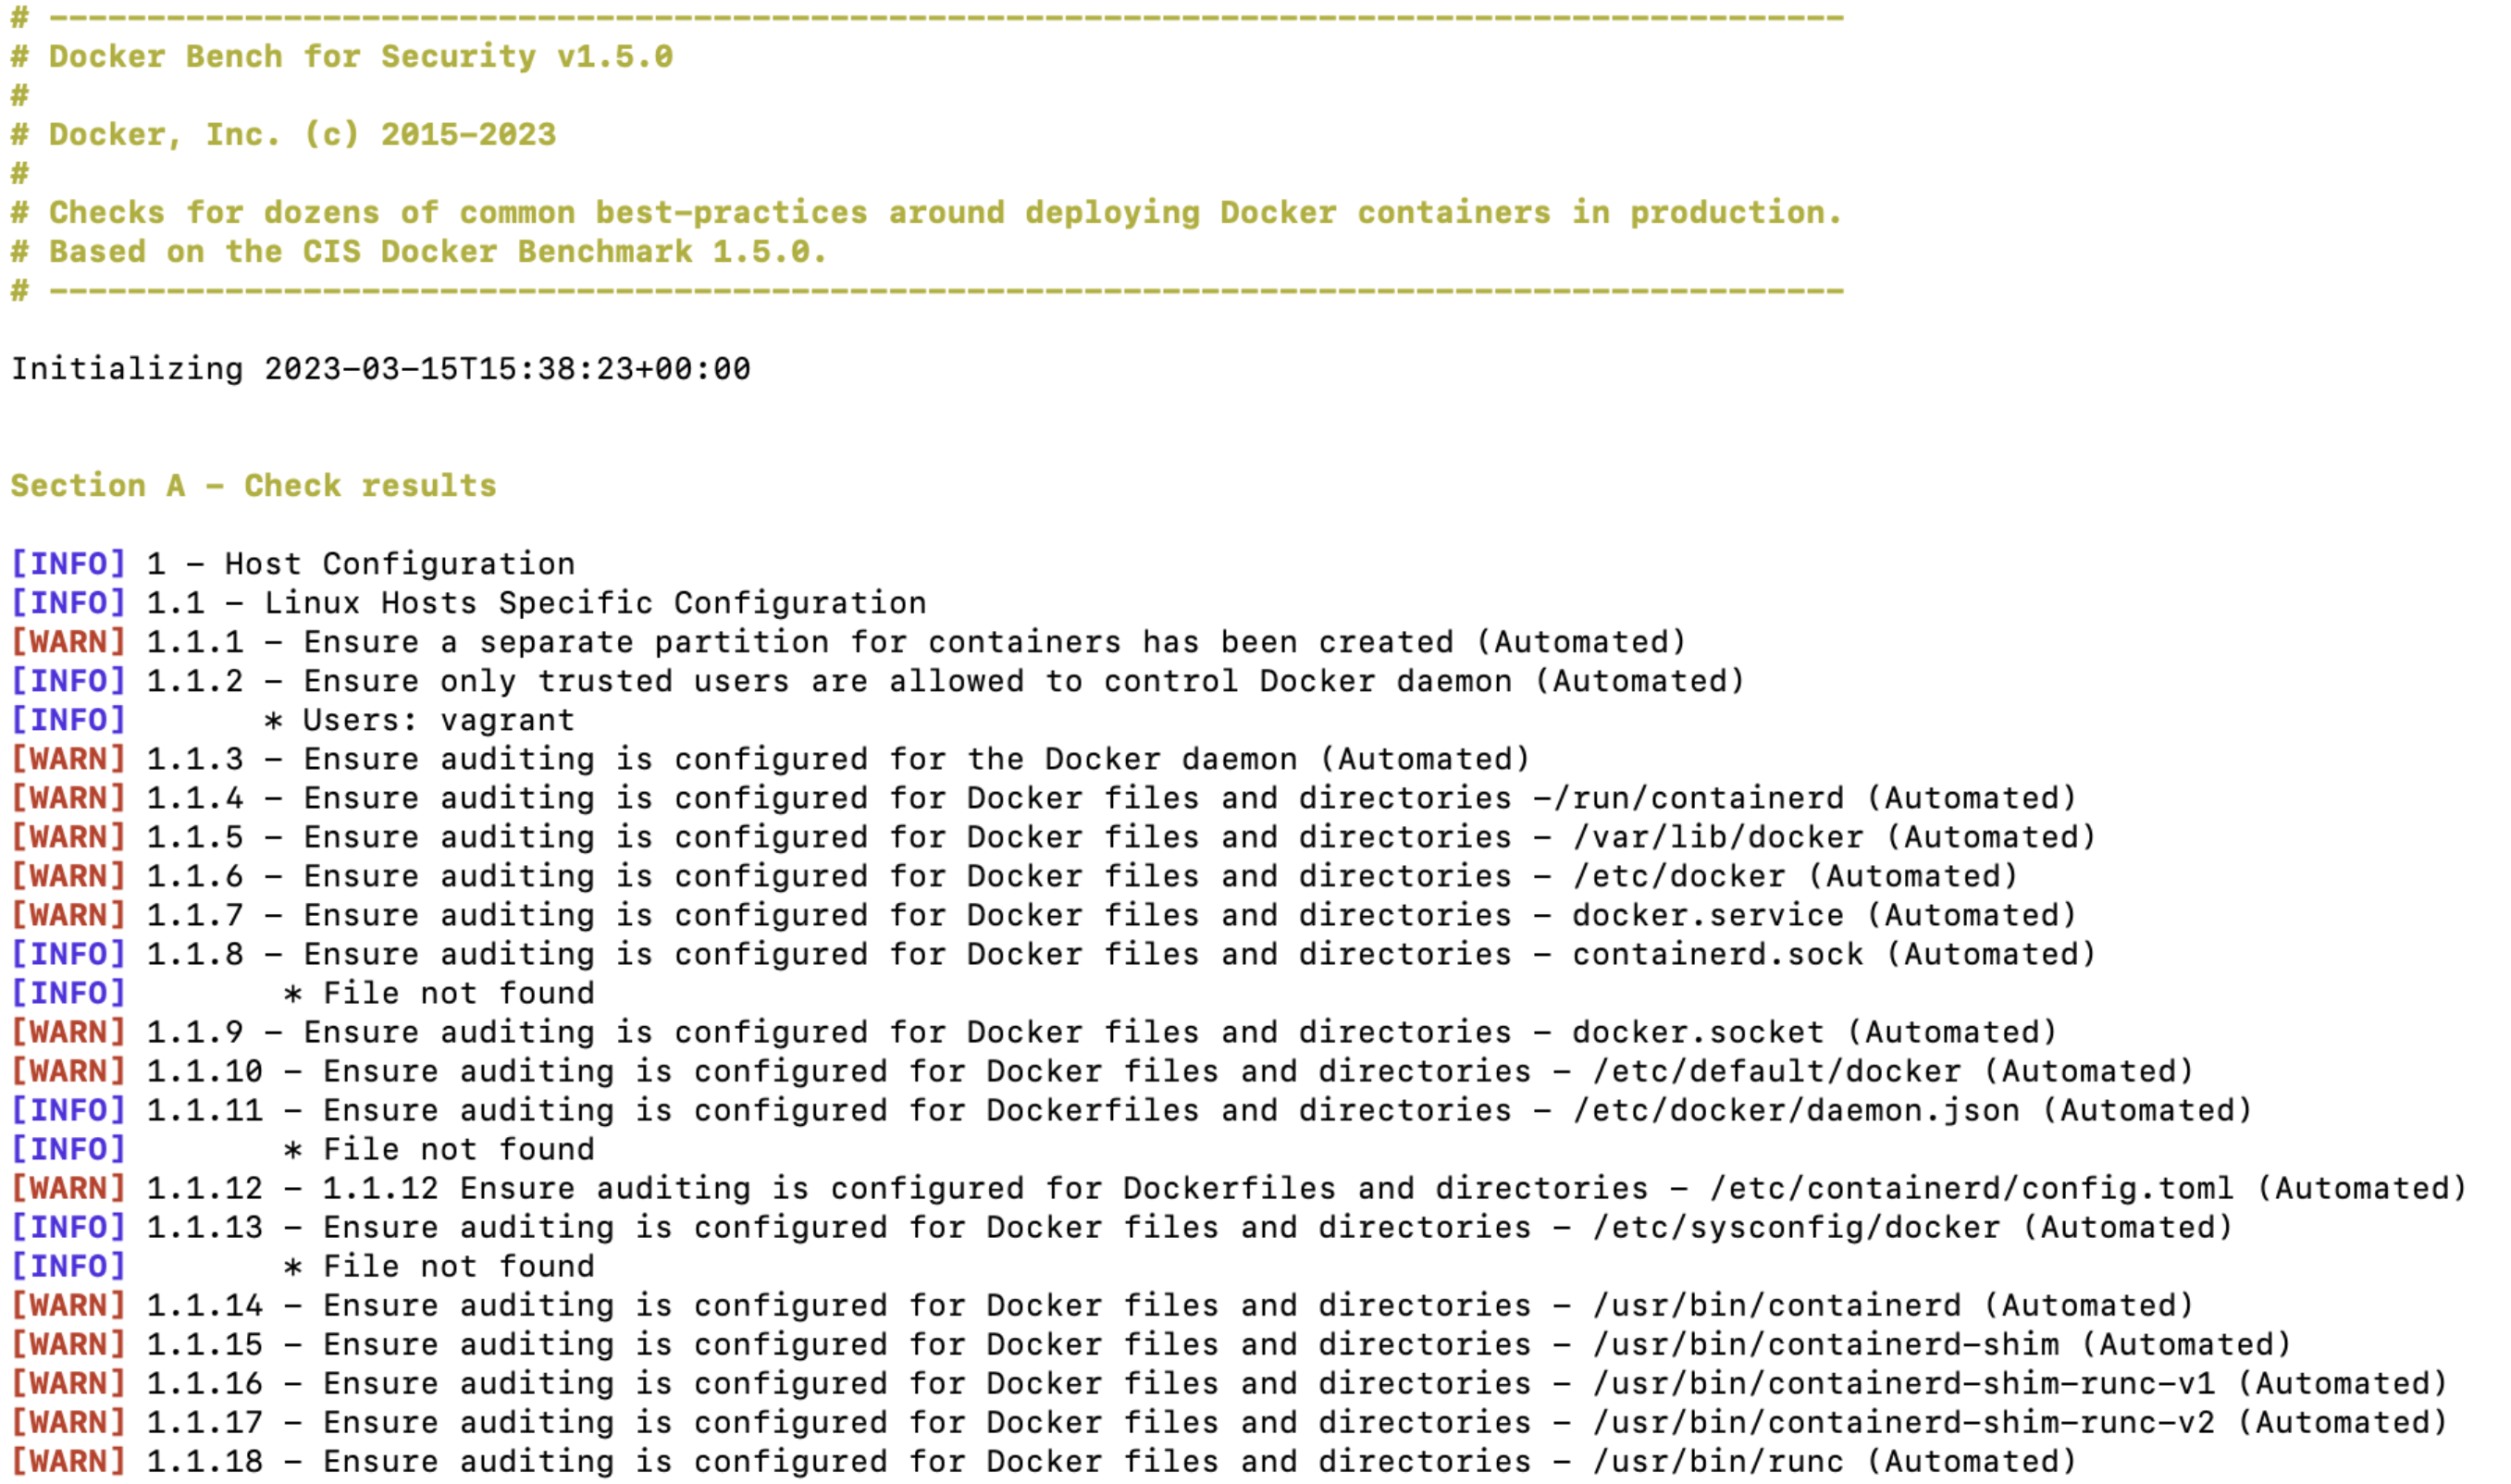 # --------------------------------------------------------------------------------------------
# Docker Bench for Security v1.5.0
#
# Docker, Inc. (c) 2015-2023
#
# Checks for dozens of common best-practices around deploying Docker containers in production.
# Based on the CIS Docker Benchmark 1.5.0.
# --------------------------------------------------------------------------------------------
Initializing 2023-03-15T15:38:23+00:00
Section A - Check results
[INFO] 1 - Host Configuration
[INFO] 1.1 - Linux Hosts Specific Configuration
[WARN] 1.1.1 - Ensure a separate partition for containers has been created (Automated)
[INFO] 1.1.2 - Ensure only trusted users are allowed to control Docker daemon (Automated)
[INFO]       * Users: vagrant
[WARN] 1.1.3 - Ensure auditing is configured for the Docker daemon (Automated)
[WARN] 1.1.4 - Ensure auditing is configured for Docker files and directories -/run/containerd (Automated)
[WARN] 1.1.5 - Ensure auditing is configured for Docker files and directories - /var/lib/docker (Automated)
[WARN] 1.1.6 - Ensure auditing is configured for Docker files and directories - /etc/docker (Automated)
[WARN] 1.1.7 - Ensure auditing is configured for Docker files and directories - docker.service (Automated)
[INFO] 1.1.8 - Ensure auditing is configured for Docker files and directories - containerd.sock (Automated)
[INFO]        * File not found
[WARN] 1.1.9 - Ensure auditing is configured for Docker files and directories - docker.socket (Automated)
[WARN] 1.1.10 - Ensure auditing is configured for Docker files and directories - /etc/default/docker (Automated)
[INFO] 1.1.11 - Ensure auditing is configured for Dockerfiles and directories - /etc/docker/daemon.json (Automated)
[INFO]        * File not found
[WARN] 1.1.12 - 1.1.12 Ensure auditing is configured for Dockerfiles and directories - /etc/containerd/config.toml (Automated)
[INFO] 1.1.13 - Ensure auditing is configured for Docker files and directories - /etc/sysconfig/docker (Automated)
[INFO]        * File not found
[WARN] 1.1.14 - Ensure auditing is configured for Docker files and directories - /usr/bin/containerd (Automated)
[WARN] 1.1.15 - Ensure auditing is configured for Docker files and directories - /usr/bin/containerd-shim (Automated)
[WARN] 1.1.16 - Ensure auditing is configured for Docker files and directories - /usr/bin/containerd-shim-runc-v1 (Automated)
[WARN] 1.1.17 - Ensure auditing is configured for Docker files and directories - /usr/bin/containerd-shim-runc-v2 (Automated)
[WARN] 1.1.18 - Ensure auditing is configured for Docker files and directories - /usr/bin/runc (Automated)